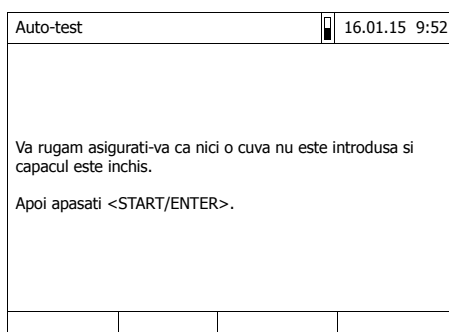 Auto-test 16.01.15 9:52
Va rugam asigurati-va ca nici o cuva nu este introdusa si
capacul este inchis.
Apoi apasati <START/ENTER>.